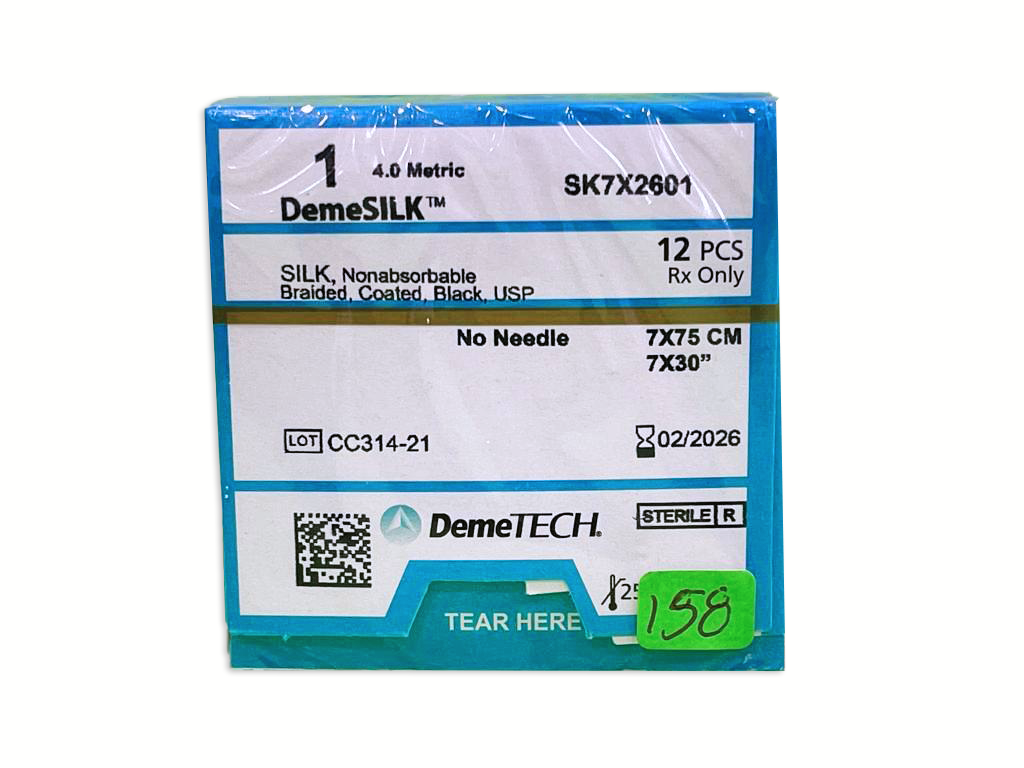 1 4.0 Metric
SK7X2601
DemeSILK™
12 PCS
SILK, Nonabsorbable
Rx Only
Braided, Coated, Black, USP
No Needle
7X75 CM
7X30”
LOT CC314-21
02/2026
DemeTECH®
STERILE R
25
TEAR HERE
158